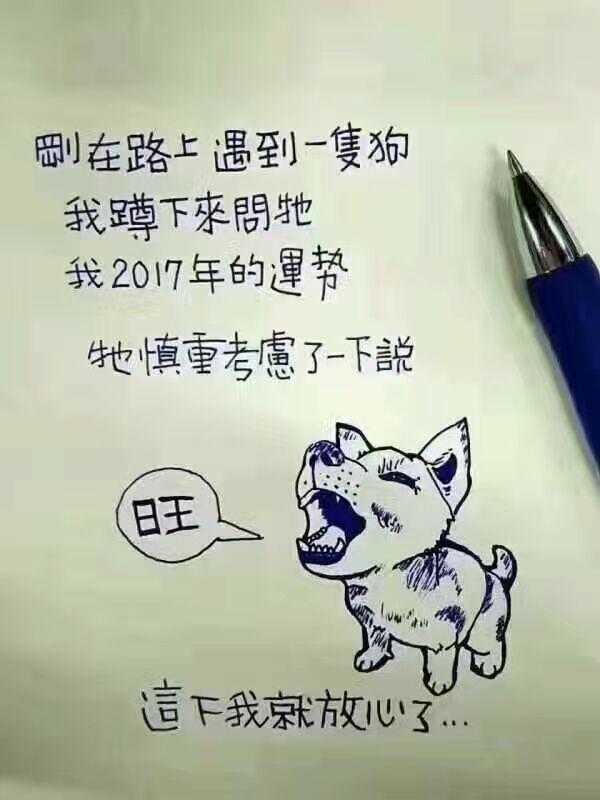 剛在路上遇到一隻狗
我蹲下來問牠
我2017年的運勢
牠慎重考慮了一下説
旺
這下我就放心了...